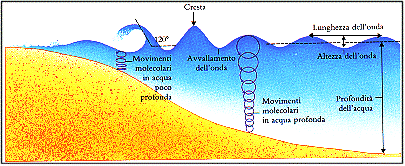 Cresta
Lunghezza dell'onda
120°
Altezza dell'onda
Movimenti
molecolari
in acqua
poco
profonda
Avvallamento
dell'onda
Movimenti
molecolari
in acqua profonda
Profondità
dell'acqua